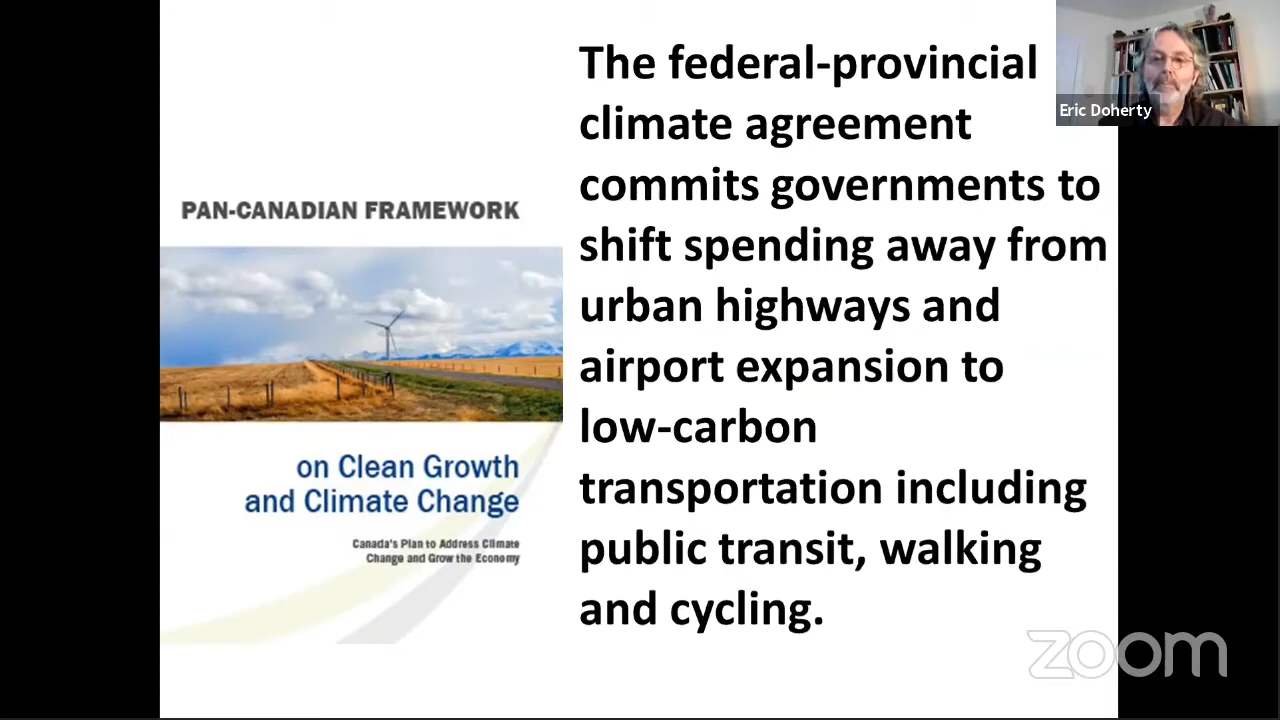 PAN-CANADIAN FRAMEWORK
on Clean Growth
and Climate Change
Canada's Plan to Address Climate
Change and Grow the Economy
The federal-provincial
climate agreement
commits governments to
shift spending away from
urban highways and
airport expansion to
low-carbon
transportation including
public transit, walking
and cycling.
Eric Doherty
zoom